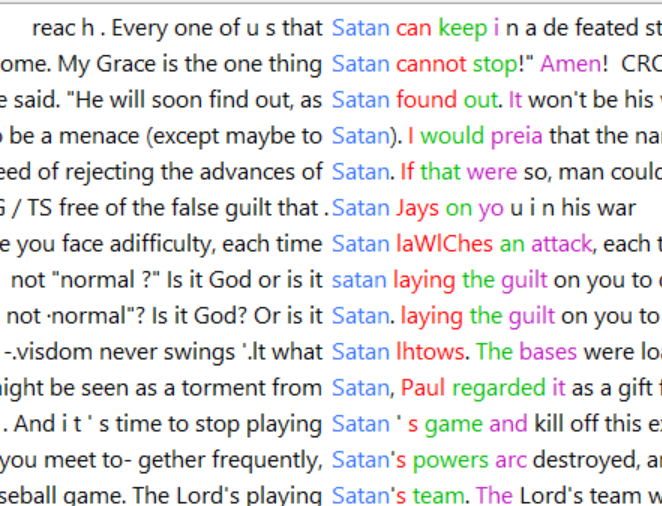 reac h . Every one of u s that Satan can keep i n a de feated st
ome. My Grace is the one thing Satan cannot stop!" Amen! CRC
e said. "He will soon find out, as Satan found out. It won't be his
o be a menace (except maybe to Satan). I would preia that the na
eed of rejecting the advances of Satan. If that were so, man could
G / TS free of the false guilt that . Satan Jays on yo u i n his war
e you face adifficulty, each time Satan laWlChes an attack, each t
not "normal ?" Is it God or is it satan laying the guilt on you to
not ·normal"? Is it God? Or is it Satan. laying the guilt on you to
-.visdom never swings '.lt what Satan lhtows. The bases were loa
night be seen as a torment from Satan, Paul regarded it as a gift f
. And i t ' s time to stop playing Satan ' s game and kill off this e
you meet to- gether frequently, Satan's powers arc destroyed, a
seball game. The Lord's playing Satan's team. The Lord's team w